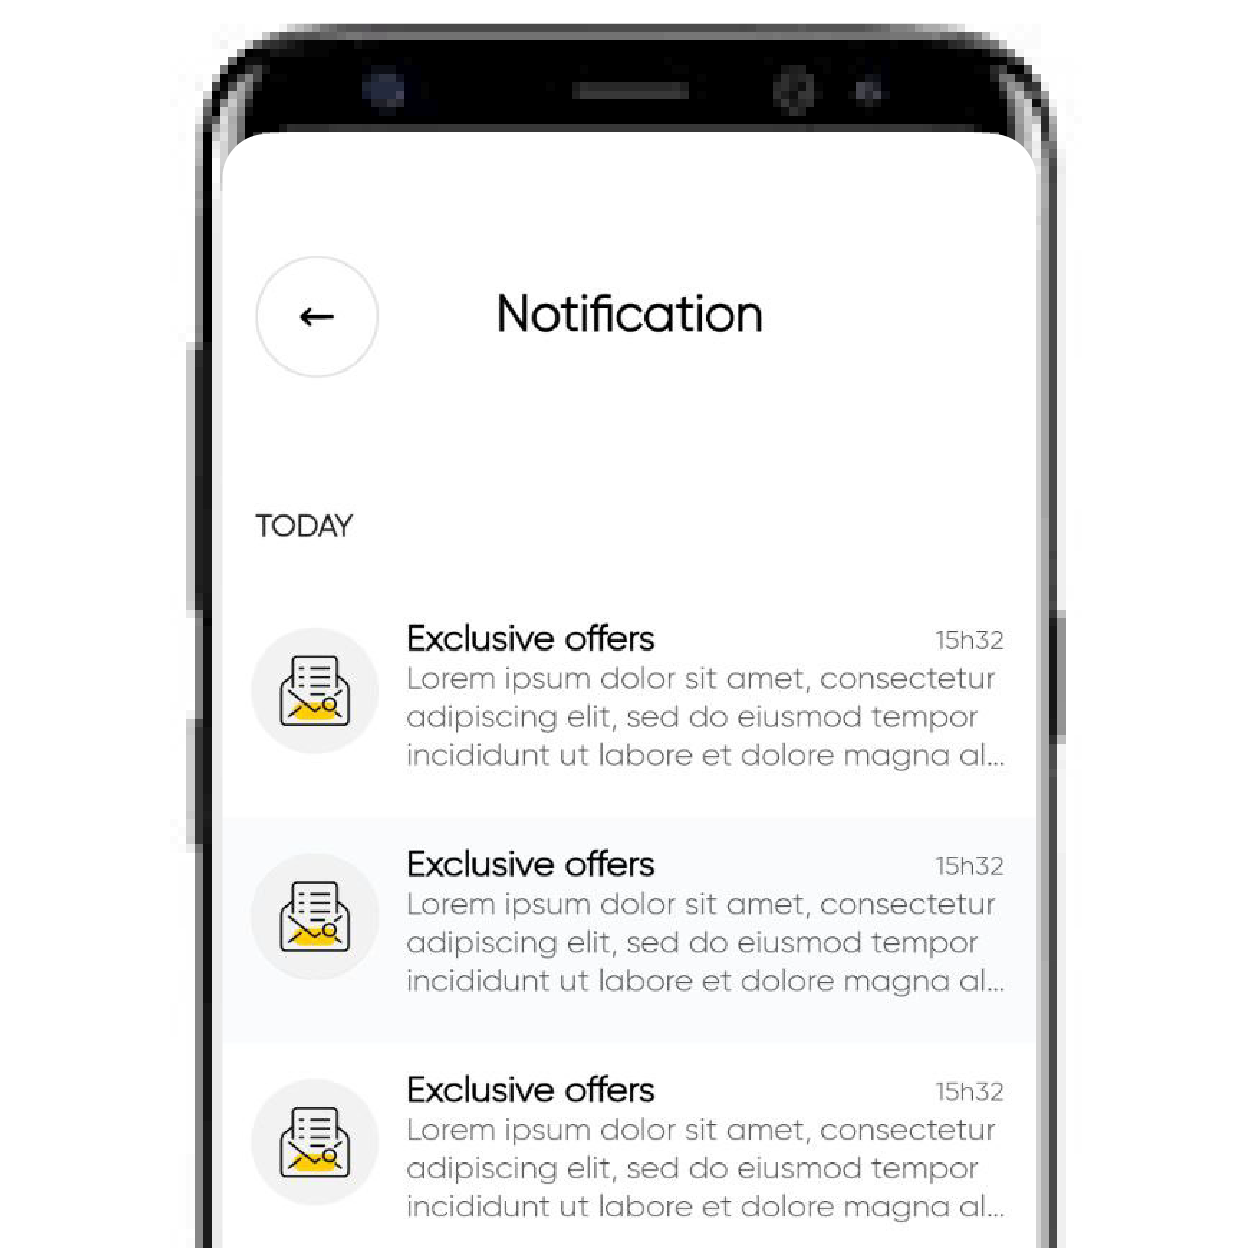 Notification
TODAY
Exclusive offers 15h32
Lorem ipsum dolor sit amet, consectetur
adipiscing elit, sed do eiusmod tempor
incididunt ut labore et dolore magna al...
Exclusive offers 15h32
Lorem ipsum dolor sit amet, consectetur
adipiscing elit, sed do eiusmod tempor
incididunt ut labore et dolore magna al...
Exclusive offers 15h32
Lorem ipsum dolor sit amet, consectetur
adipiscing elit, sed do eiusmod tempor
incididunt ut labore et dolore magna al...